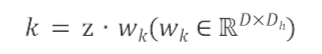 k = z · w_k(w_k ∈ ℝ^{D×D_h})